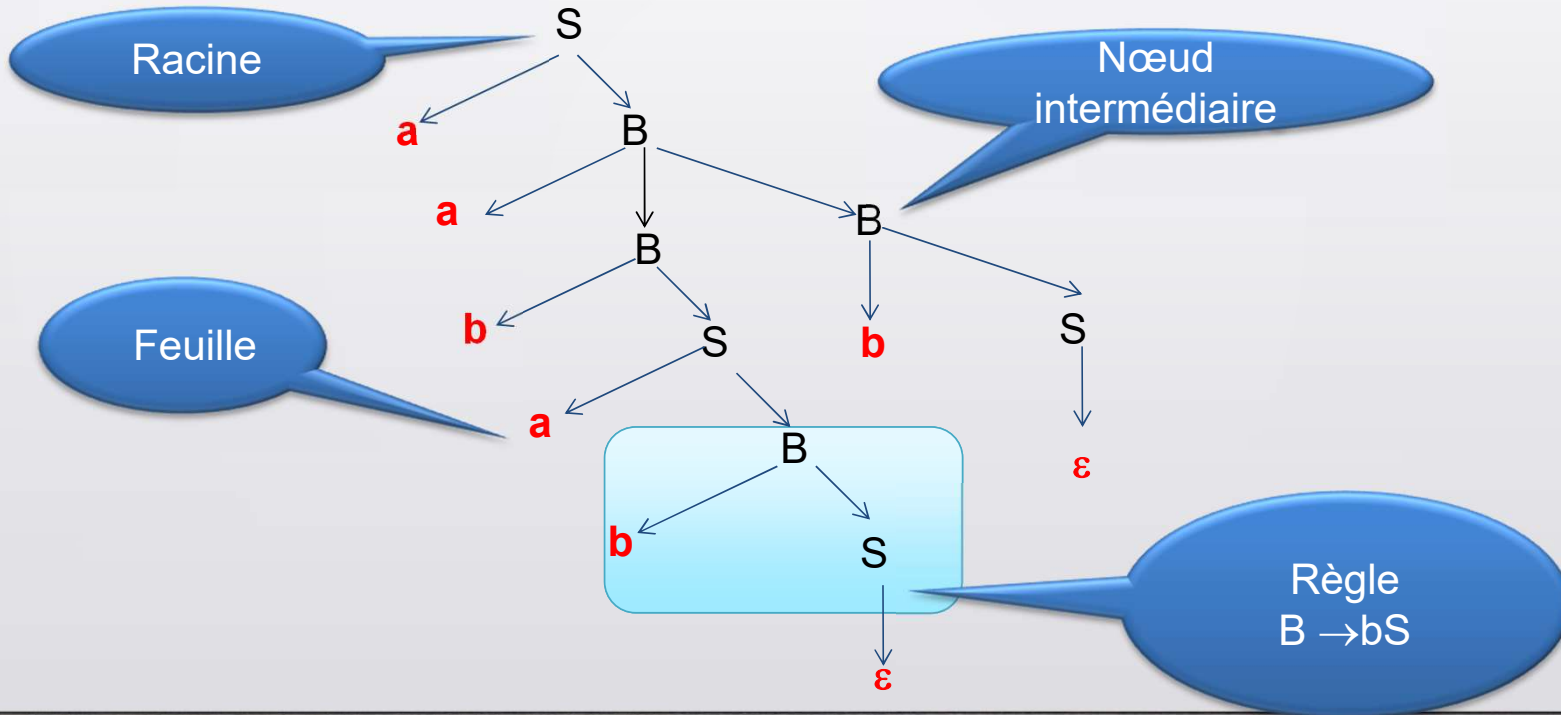 S
Racine
Nœud
intermédiaire
a
B
a
B
B
b
S
b
S
Feuille
a
B
ε
b
S
Règle
B →bS
ε